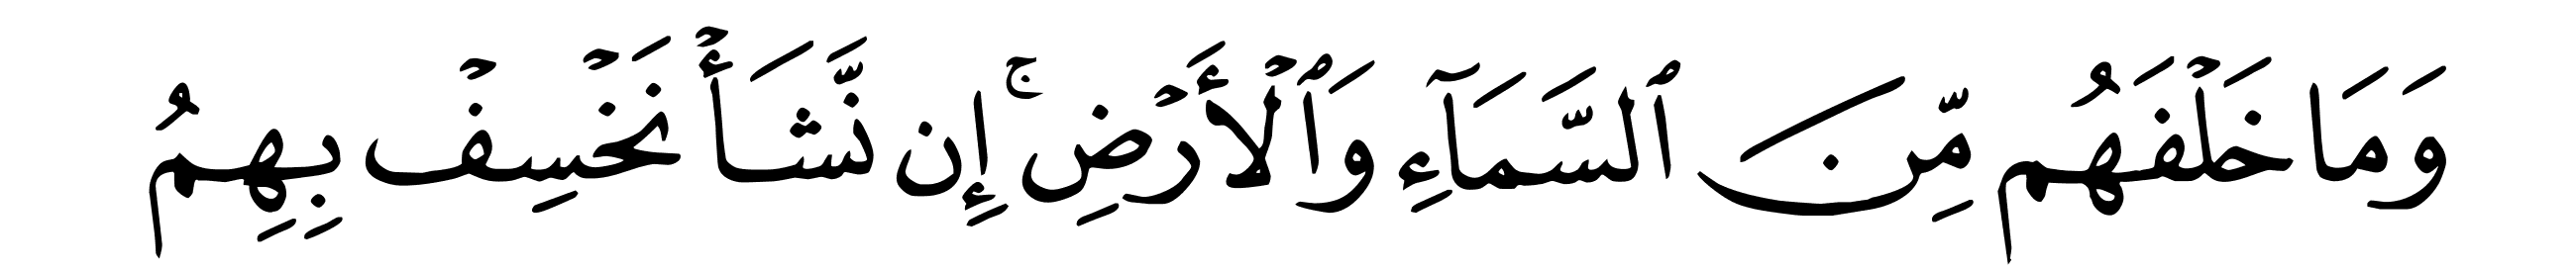 وَمَا خَلْفَهُم مِّنَ ٱلسَّمَآءِ وَٱلْأَرْضِ ۚ إِن نَّشَأْ نَخْسِفْ بِهِمُ